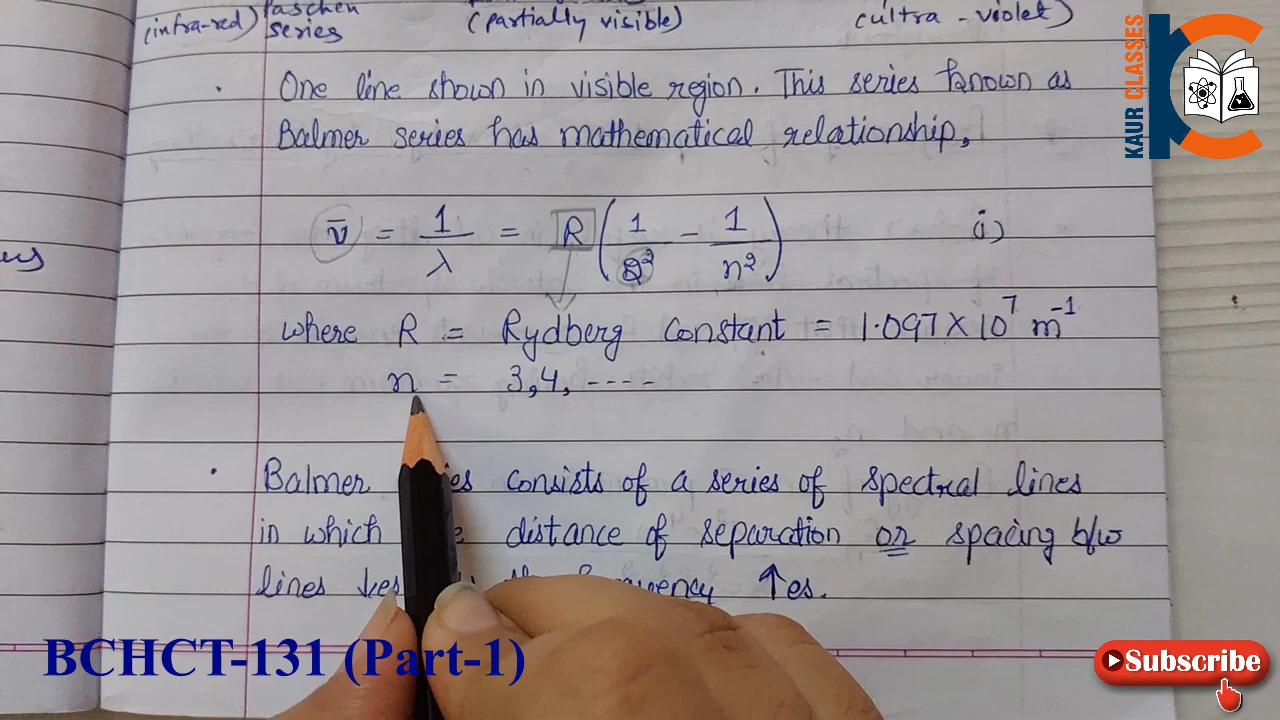 Paschen
(infra-red) series (partially visible) (ultra - violet)
. One line shown in visible region. This series known as
Balmer series has mathematical relationship,
ν̄ = 1/λ = R (1/2² - 1/n²) i)
where R = Rydberg Constant = 1.097 X 10⁷ m⁻¹
n = 3,4, ----
. Balmer consists of a series of spectral lines
in which distance of separation or spacing b/w
lines ↓es ↑es.
KAUR CLASSES
BCHCT-131 (Part-1)
Subscribe